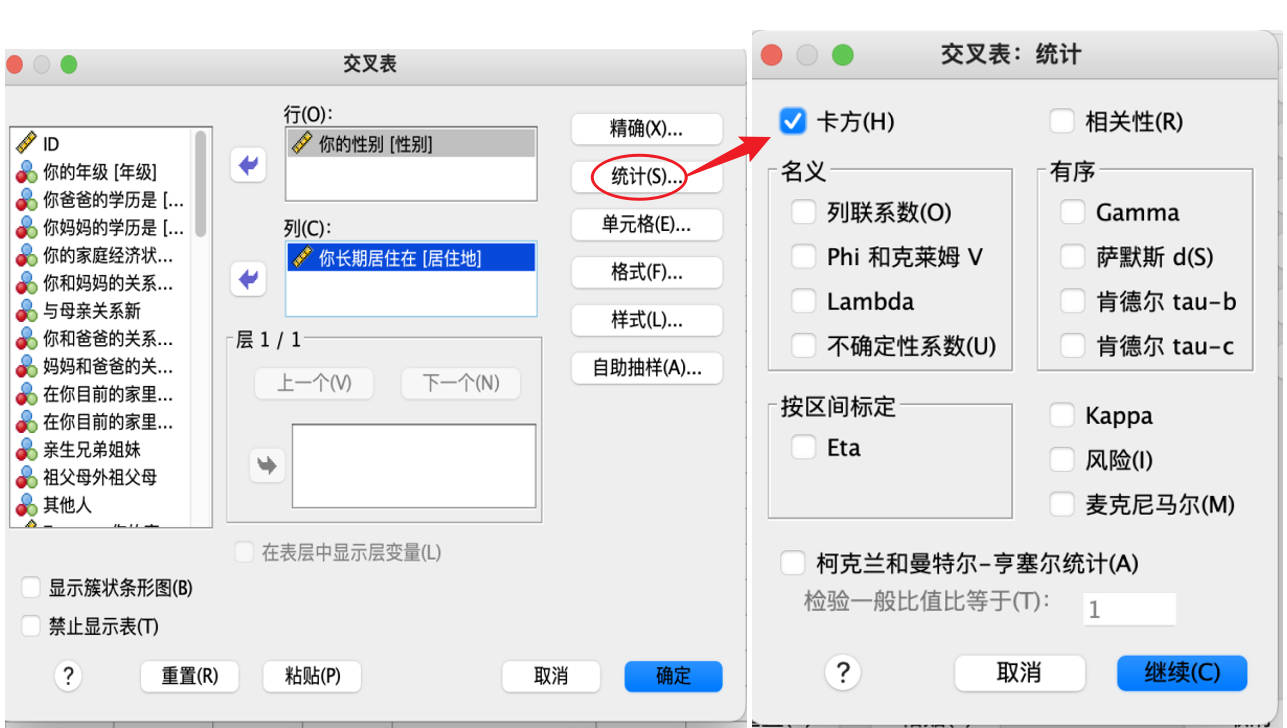 交叉表
行(O):
你的性别 [性别]
列(C):
你长期居住在 [居住地]
ID
你的年级 [年级]
你爸爸的学历是 [...
你妈妈的学历是 [...
你的家庭经济状...
你和妈妈的关系...
与母亲关系新
你和爸爸的关系...
妈妈和爸爸的关...
在你目前的家里...
在你目前的家里...
亲生兄弟姐妹
祖父母外祖父母
其他人
层 1 / 1
上一个(V)
下一个(N)
在表层中显示层变量(L)
精确(X)...
统计(S)...
单元格(E)...
格式(F)...
样式(L)...
自助抽样(A)...
显示簇状条形图(B)
禁止显示表(T)
?
重置(R)
粘贴(P)
取消
确定
交叉表：统计
卡方(H)
相关性(R)
名义
列联系数(O)
Phi 和克莱姆 V
Lambda
不确定性系数(U)
有序
Gamma
萨默斯 d(S)
肯德尔 tau-b
肯德尔 tau-c
按区间标定
Eta
Kappa
风险(I)
麦克尼马尔(M)
柯克兰和曼特尔-亨塞尔统计(A)
检验一般比值比等于(T)：
1
?
取消
继续(C)